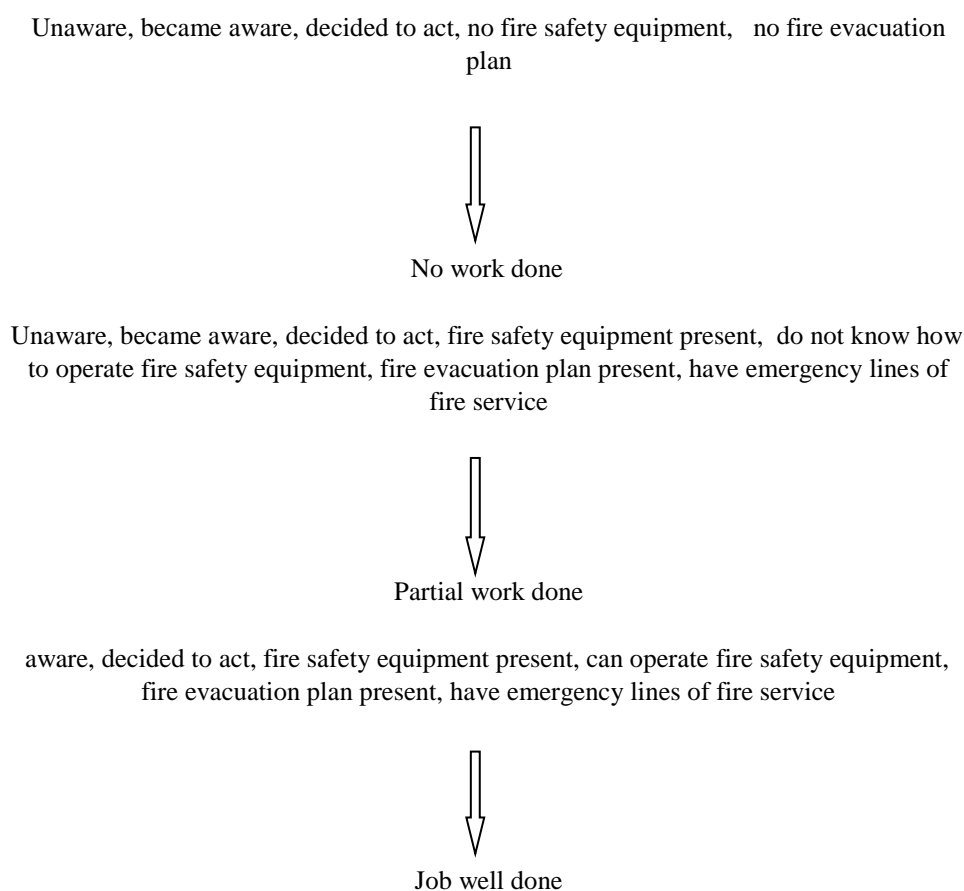 Unaware, became aware, decided to act, no fire safety equipment,   no fire evacuation
plan
No work done
Unaware, became aware, decided to act, fire safety equipment present,  do not know how
to operate fire safety equipment, fire evacuation plan present, have emergency lines of
fire service
Partial work done
aware, decided to act, fire safety equipment present, can operate fire safety equipment,
fire evacuation plan present, have emergency lines of fire service
Job well done